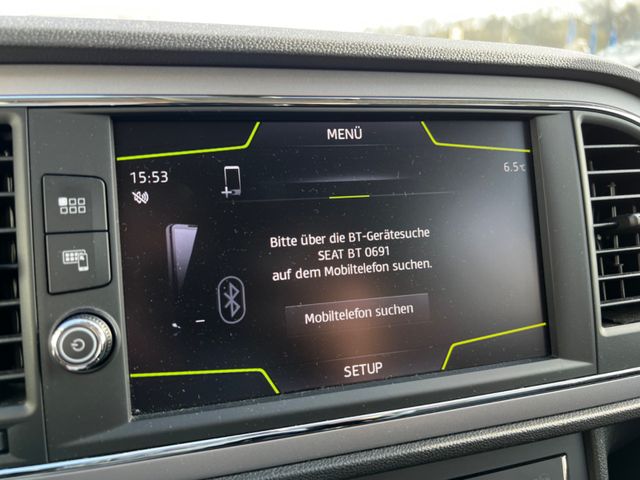 MENÜ
15:53
6.5°C
Bitte über die BT-Gerätesuche
SEAT BT 0691
auf dem Mobiltelefon suchen.
Mobiltelefon suchen
SETUP